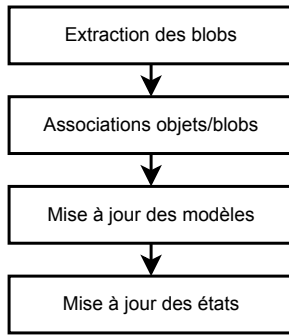 Extraction des blobs
Associations objets/blobs
Mise à jour des modèles
Mise à jour des états